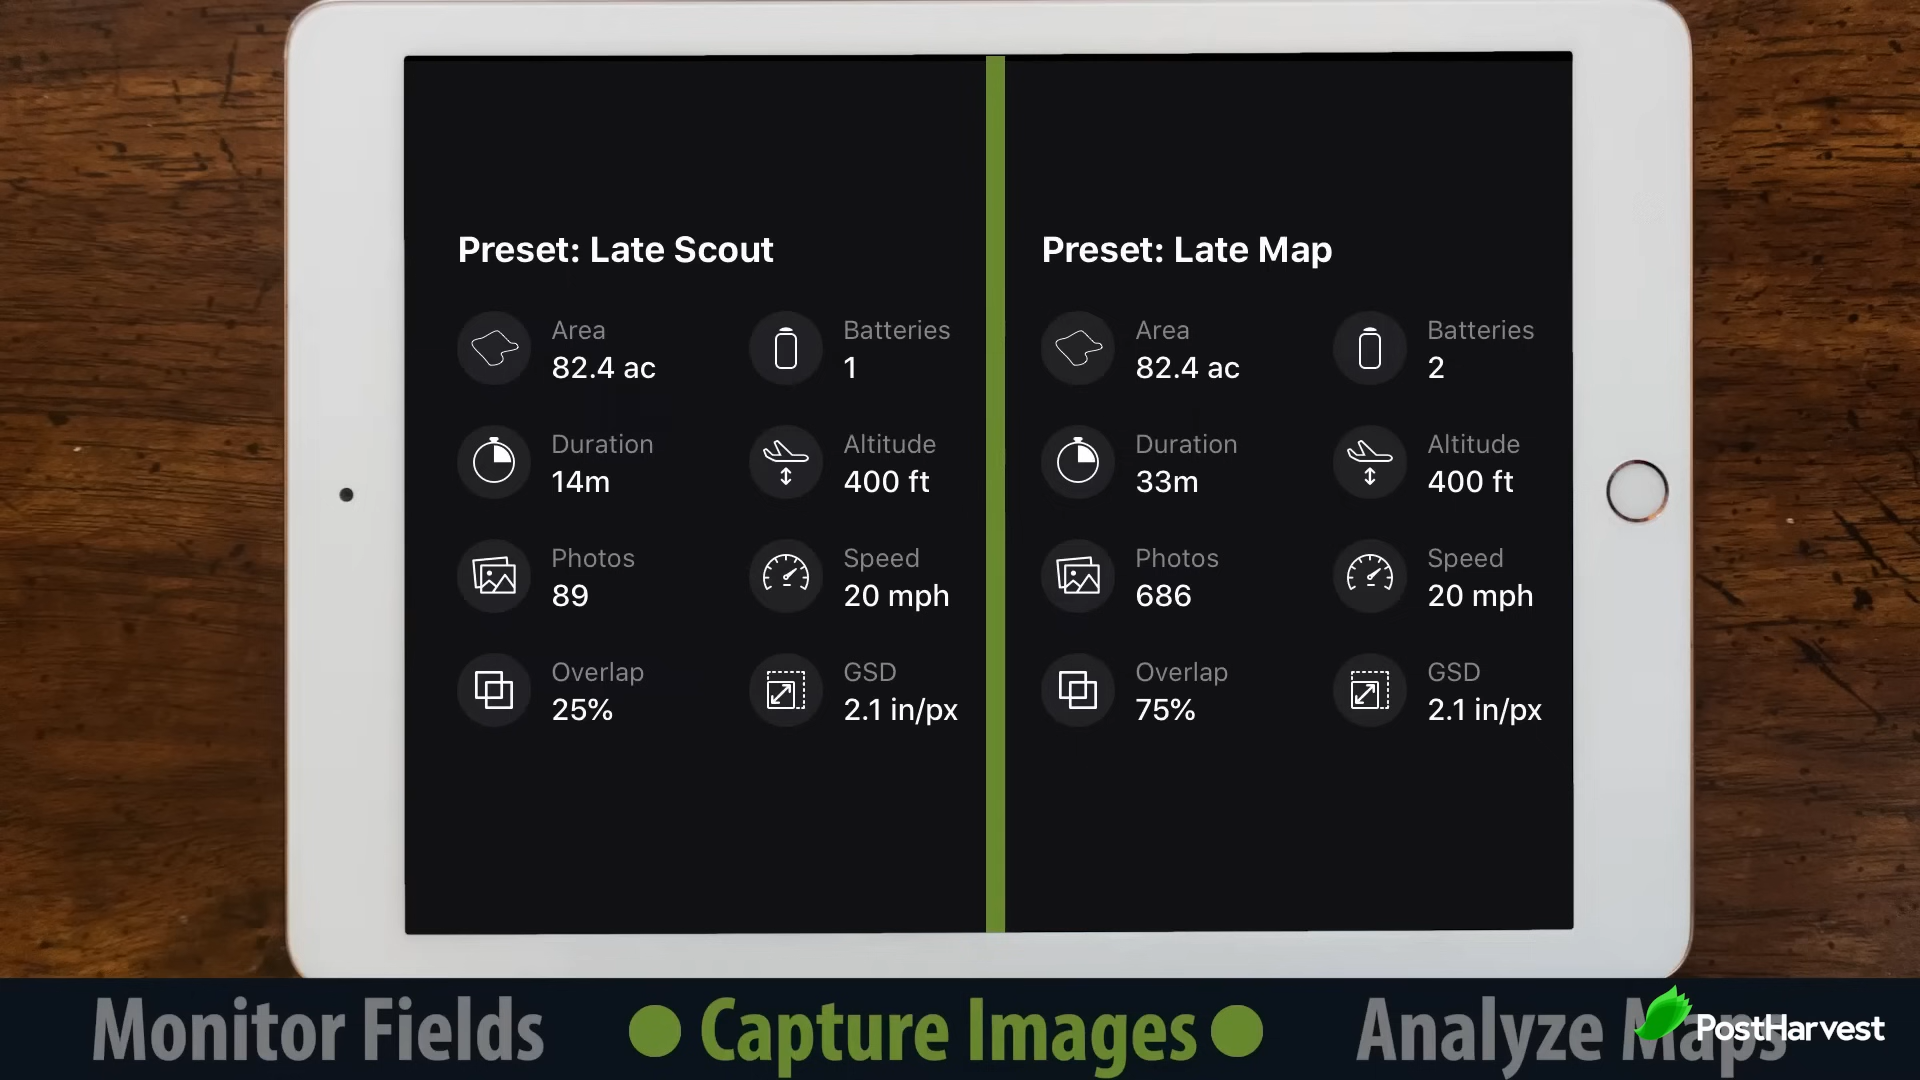 Preset: Late Scout
Area
82.4 ac
Batteries
1
Duration
14m
Altitude
400 ft
Photos
89
Speed
20 mph
Overlap
25%
GSD
2.1 in/px
Preset: Late Map
Area
82.4 ac
Batteries
2
Duration
33m
Altitude
400 ft
Photos
686
Speed
20 mph
Overlap
75%
GSD
2.1 in/px
Monitor Fields
Capture Images
Analyze Maps
PostHarvest